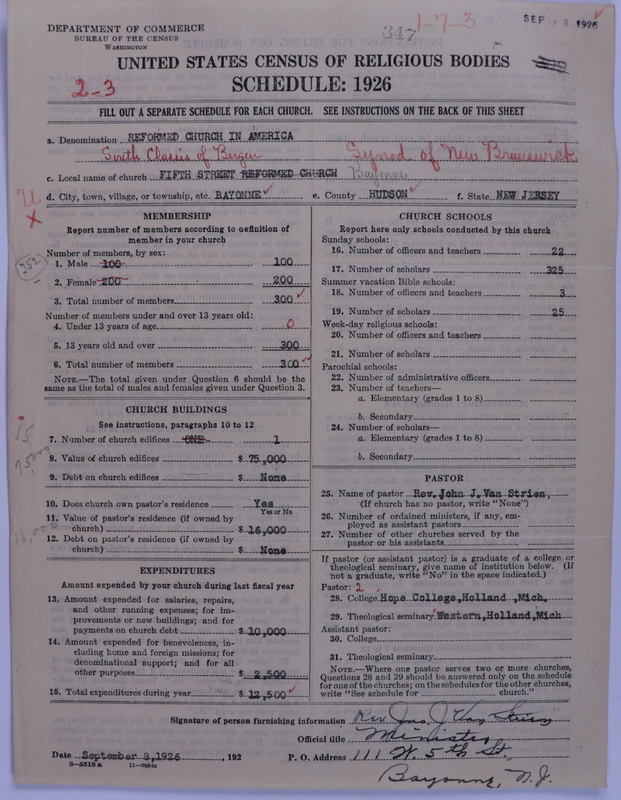 DEPARTMENT OF COMMERCE
BUREAU OF THE CENSUS
WASHINGTON
347
1-7-3
SEP 13 1926
UNITED STATES CENSUS OF RELIGIOUS BODIES
SCHEDULE: 1926
2-3
FILL OUT A SEPARATE SCHEDULE FOR EACH CHURCH. SEE INSTRUCTIONS ON THE BACK OF THIS SHEET
a. Denomination REFORMED CHURCH IN AMERICA
South Classis of Bergen Synod of New Brunswick
c. Local name of church FIFTH STREET REFORMED CHURCH Bayonne
d. City, town, village, or township, etc. BAYONNE e. County HUDSON f. State NEW JERSEY
MEMBERSHIP
Report number of members according to definition of
member in your church
Number of members, by sex:
1. Male 100 100
2. Female 200 200
3. Total number of members 300
Number of members under and over 13 years old:
4. Under 13 years of age 0
5. 13 years old and over 300
6. Total number of members 300
NOTE.—The total given under Question 6 should be the
same as the total of males and females given under Question 3.
CHURCH BUILDINGS
See instructions, paragraphs 10 to 12
7. Number of church edifices ONE 1
8. Value of church edifices $ 75,000
9. Debt on church edifices $ None
10. Does church own pastor's residence Yes
Yes or No
11. Value of pastor's residence (if owned by
church) $ 16,000
12. Debt on pastor's residence (if owned by
church) $ None
EXPENDITURES
Amount expended by your church during last fiscal year
13. Amount expended for salaries, repairs,
and other running expenses; for im-
provements or new buildings; and for
payments on church debt $ 10,000
14. Amount expended for benevolences, in-
cluding home and foreign missions; for
denominational support; and for all
other purposes $ 2,500
15. Total expenditures during year $ 12,500
CHURCH SCHOOLS
Report here only schools conducted by this church
Sunday schools:
16. Number of officers and teachers 22
17. Number of scholars 325
Summer vacation Bible schools:
18. Number of officers and teachers 3
19. Number of scholars 25
Week-day religious schools:
20. Number of officers and teachers
21. Number of scholars
Parochial schools:
22. Number of administrative officers
23. Number of teachers—
a. Elementary (grades 1 to 8)
b. Secondary
24. Number of scholars—
a. Elementary (grades 1 to 8)
b. Secondary
PASTOR
25. Name of pastor Rev. John J. Van Strien,
(If church has no pastor, write "None")
26. Number of ordained ministers, if any, em-
ployed as assistant pastors
27. Number of other churches served by the
pastor or his assistants
If pastor (or assistant pastor) is a graduate of a college or
theological seminary, give name of institution below. (If
not a graduate, write "No" in the space indicated.)
Pastor: 2
28. College Hope College, Holland ,Mich.
29. Theological seminary Western, Holland, Mich
Assistant pastor:
30. College
31. Theological seminary
NOTE.—Where one pastor serves two or more churches,
Questions 28 and 29 should be answered only on the schedule
for one of the churches; on the schedules for the other churches,
write "See schedule for church."
Signature of person furnishing information Rev Jno. J. Van Strien
Official title Minister
Date September 8, 1926 , 192 P. O. Address 111 W. 5th St.
8-5518a 11-9054c
Bayonne, N.J.